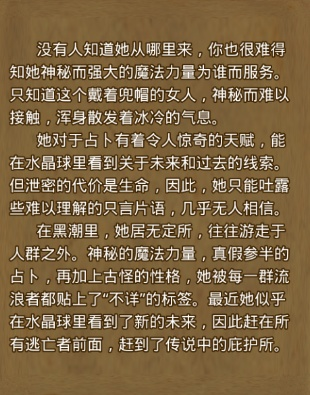 没有人知道她从哪里来，你也很难得
知她神秘而强大的魔法力量为谁而服务。
只知道这个戴着兜帽的女人，神秘而难以
接触，浑身散发着冰冷的气息。
她对于占卜有着令人惊奇的天赋，能
在水晶球里看到关于未来和过去的线索。
但泄密的代价是生命，因此，她只能吐露
些难以理解的只言片语，几乎无人相信。
在黑潮里，她居无定所，往往游走于
人群之外。神秘的魔法力量，真假参半的
占卜，再加上古怪的性格，她被每一群流
浪者都贴上了“不详”的标签。最近她似乎
在水晶球里看到了新的未来，因此赶在所
有逃亡者前面，赶到了传说中的庇护所。